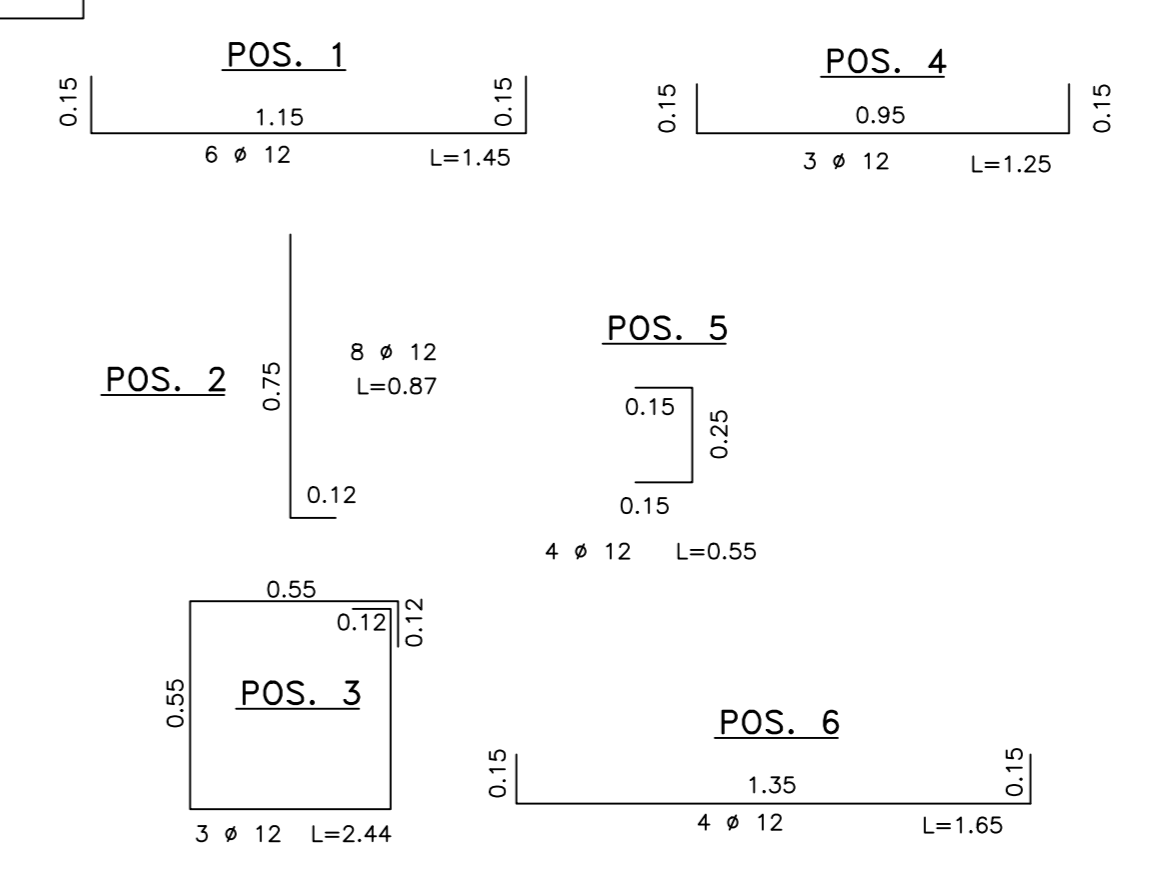 POS. 1
0.15
1.15
0.15
6 ø 12
L=1.45
POS. 4
0.15
0.95
0.15
3 ø 12
L=1.25
POS. 2
0.75
8 ø 12
L=0.87
0.12
POS. 5
0.15
0.25
0.15
4 ø 12
L=0.55
0.55
0.12
0.12
0.55
POS. 3
3 ø 12
L=2.44
POS. 6
0.15
1.35
0.15
4 ø 12
L=1.65